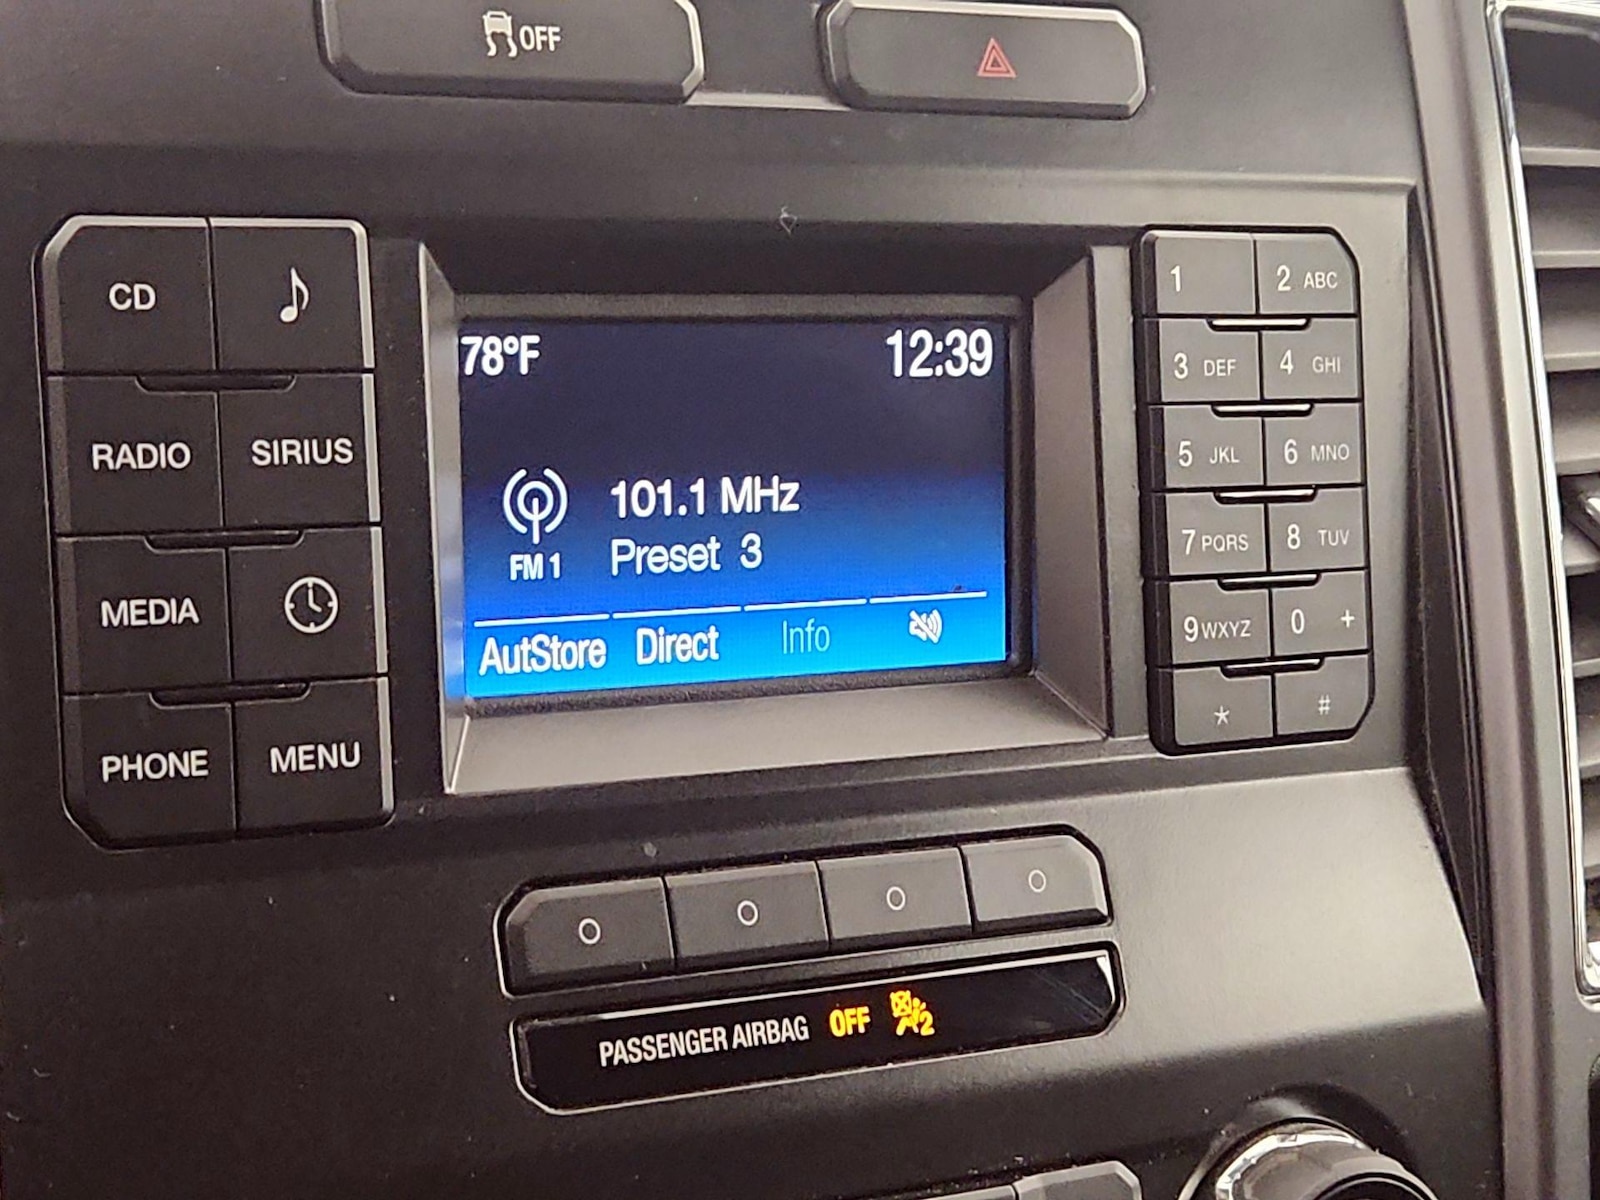 OFF
CD
RADIO SIRIUS
MEDIA
PHONE MENU
78°F 12:39
101.1 MHz
FM 1 Preset 3
AutStore Direct Info
1 2 ABC
3 DEF 4 GHI
5 JKL 6 MNO
7 PQRS 8 TUV
9 WXYZ 0 +
* #
PASSENGER AIRBAG OFF 2